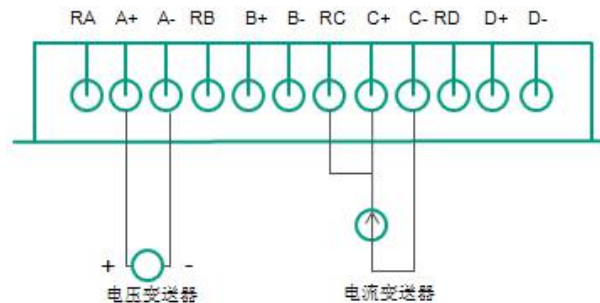 RA A+ A- RB B+ B- RC C+ C- RD D+ D-
+ -
电压变送器 电流变送器